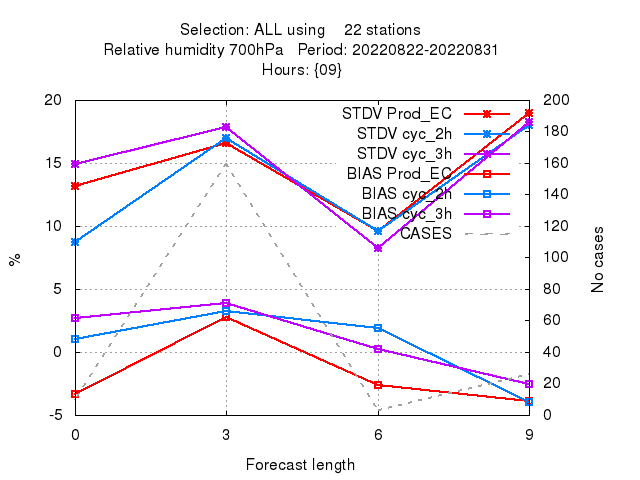 Selection: ALL using    22 stations
Relative humidity 700hPa   Period: 20220822-20220831
Hours: {09}
20
15
10
5
0
-5
%
STDV Prod_EC
STDV cyc_2h
STDV cyc_3h
BIAS Prod_EC
BIAS cyc_2h
BIAS cyc_3h
CASES
200
180
160
140
120
100
80
60
40
20
0
No cases
0 3 6 9
Forecast length